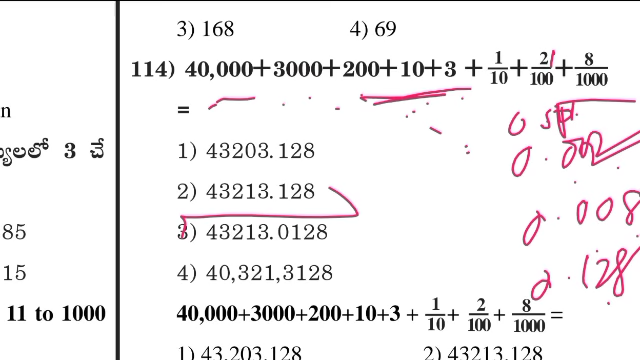 3) 168 4) 69
114) 40,000+3000+200+10+3 + 1/10 + 2/100 + 8/1000
=
n
1) 43203.128
2) 43213.128
3) 43213.0128
4) 40,321,3128
3 చే
85
15
11 to 1000
40,000+3000+200+10+3 + 1/10 + 2/100 + 8/1000 =
1) 43,203.128 2) 43213.128
0.008
0.128